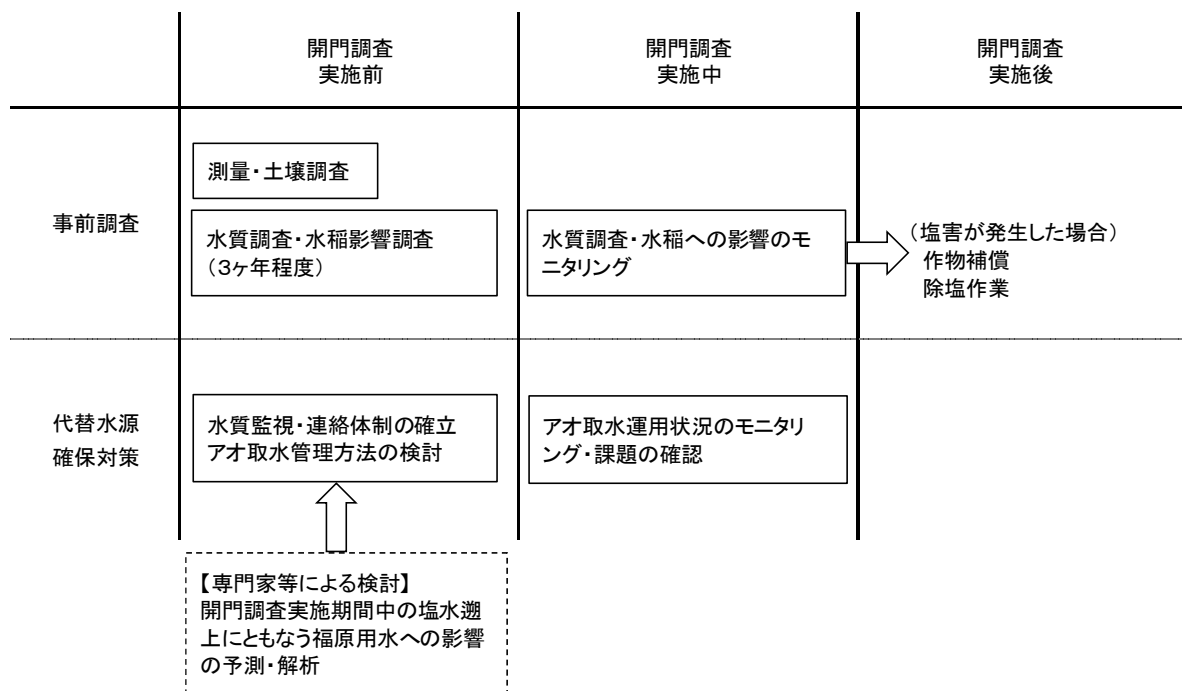 開門調査
実施前
開門調査
実施中
開門調査
実施後
事前調査
測量・土壌調査
水質調査・水稲影響調査
(3ヶ年程度)
水質調査・水稲への影響のモ
ニタリング
(塩害が発生した場合)
作物補償
除塩作業
代替水源
確保対策
水質監視・連絡体制の確立
アオ取水管理方法の検討
アオ取水運用状況のモニタリ
ング・課題の確認
【専門家等による検討】
開門調査実施期間中の塩水遡
上にともなう福原用水への影響
の予測・解析